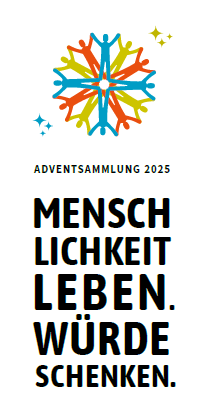 ADVENTSAMMLUNG 2025
MENSCH
LICHKEIT
LEBEN.
WÜRDE
SCHENKEN.